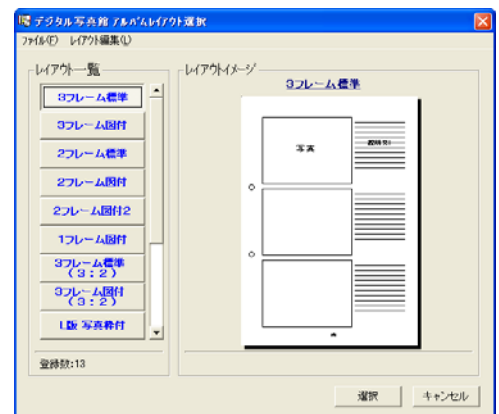 デジタル写真館 アルバムレイアウト選択
ファイル(F) レイアウト編集(L)
レイアウト一覧
レイアウトイメージ
3フレーム標準
3フレーム図付
2フレーム標準
2フレーム図付
2フレーム図付2
1フレーム図付
3フレーム標準
(3:2)
3フレーム図付
(3:2)
L版 写真枠付
登録数:13
3フレーム標準
写真
選択
キャンセル